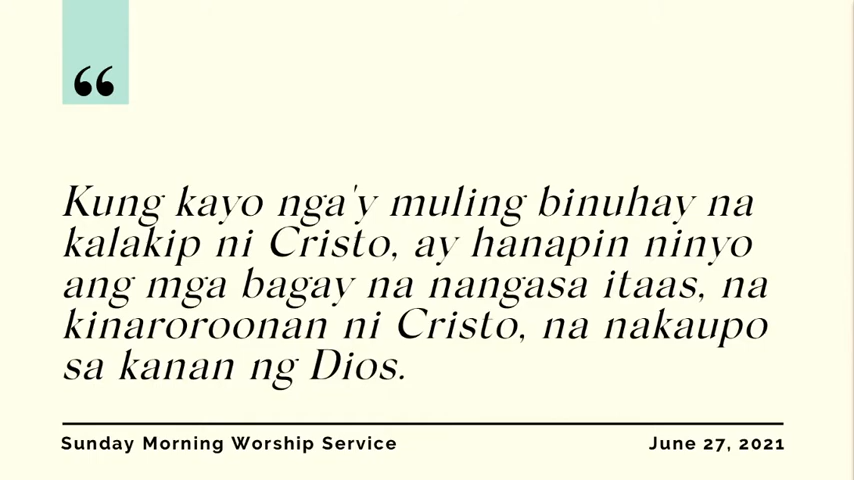 “
Kung kayo nga'y muling binuhay na
kalakip ni Cristo, ay hanapin ninyo
ang mga bagay na nangasa itaas, na
kinaroroonan ni Cristo, na nakaupo
sa kanan ng Dios.
Sunday Morning Worship Service
June 27, 2021